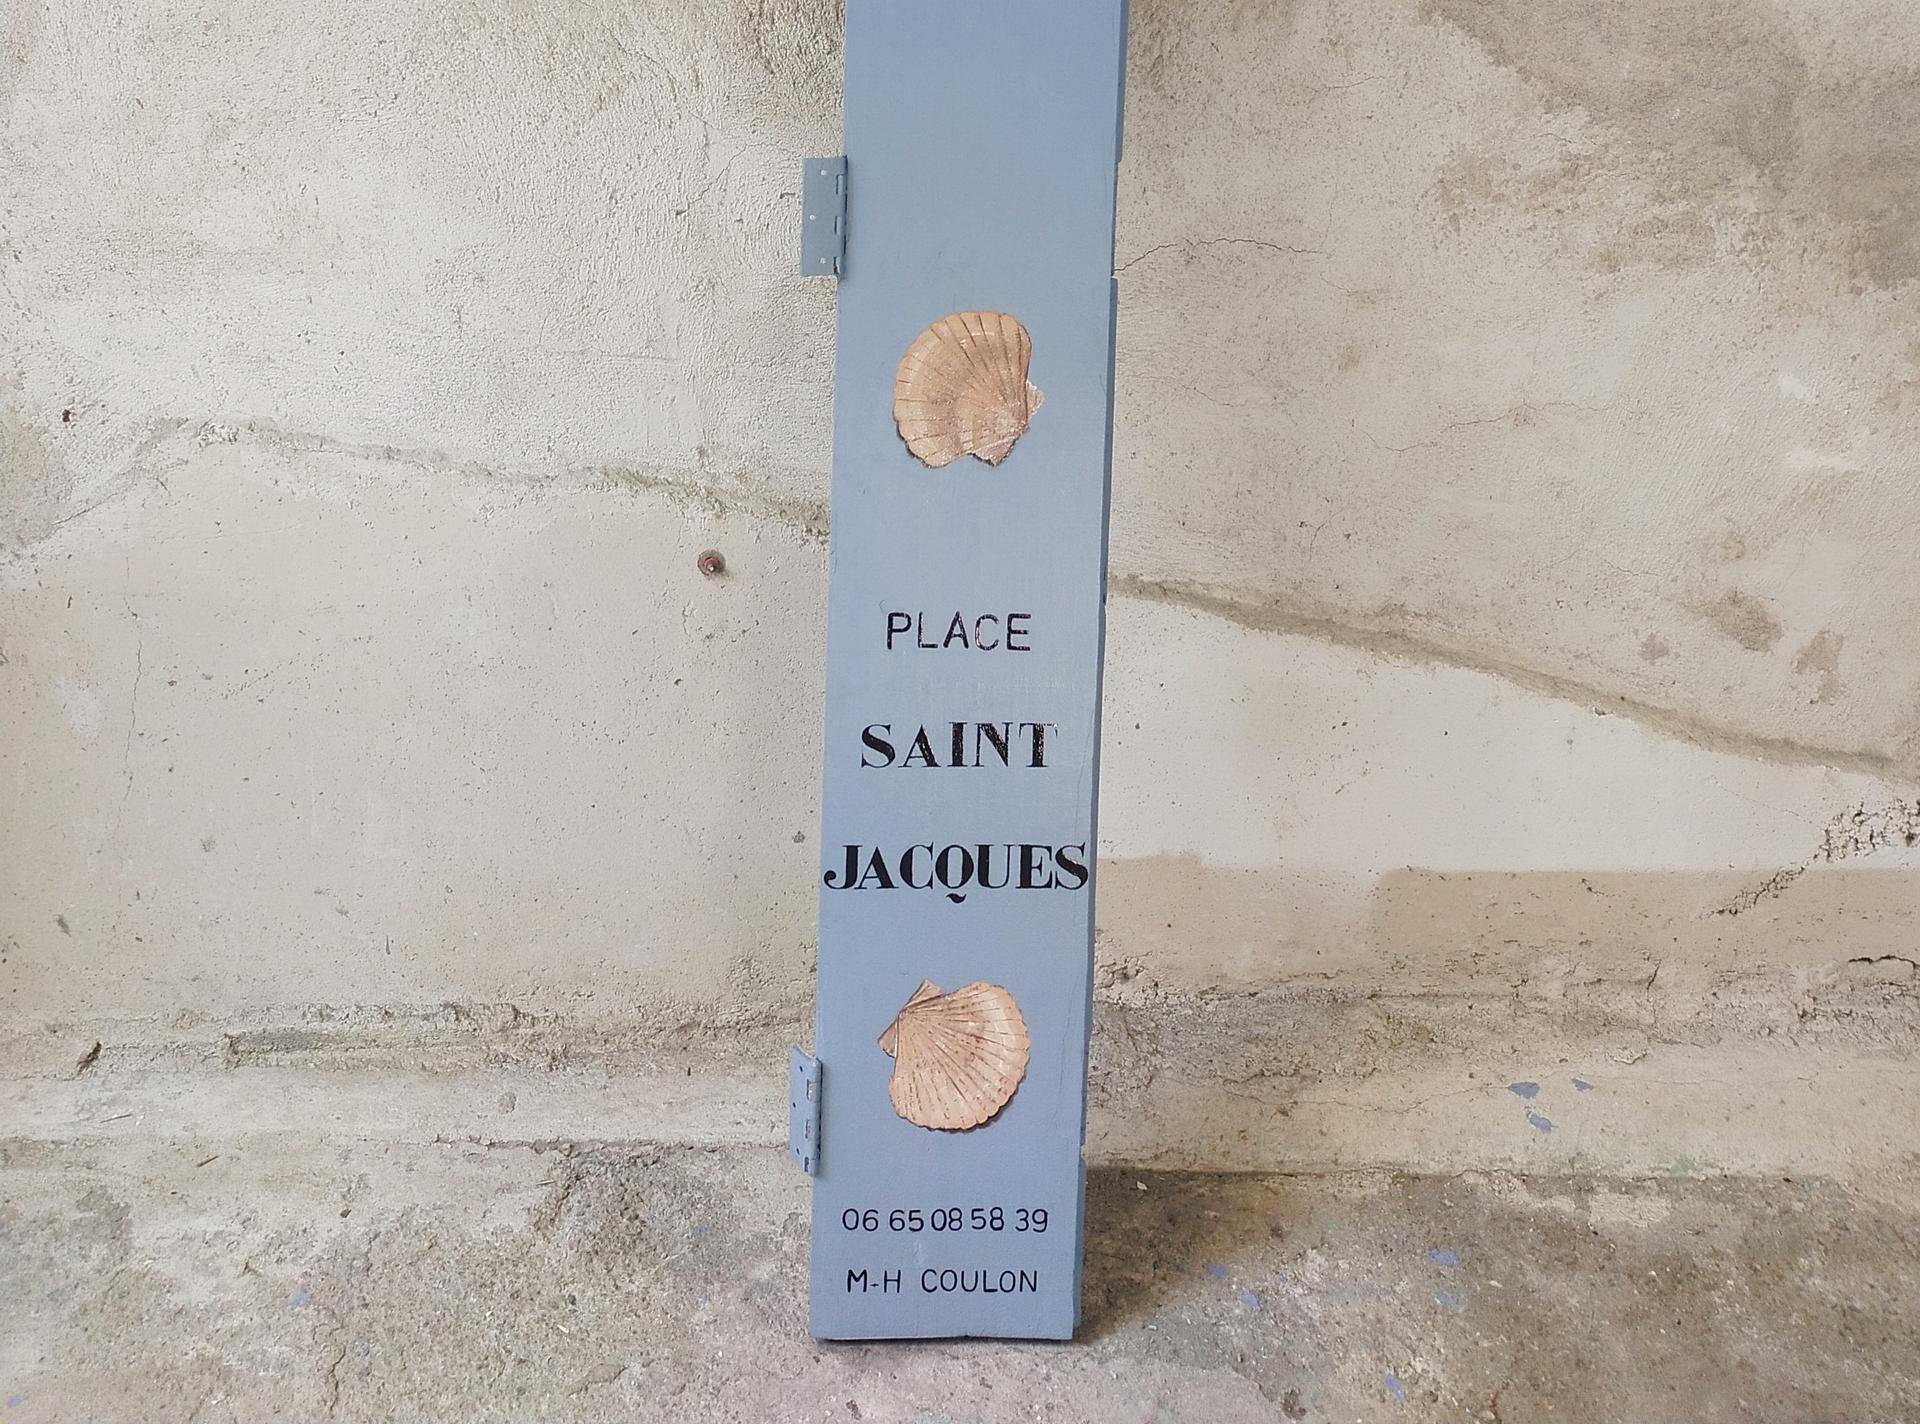 PLACE
SAINT
JACQUES
06 65 08 58 39
M-H COULON